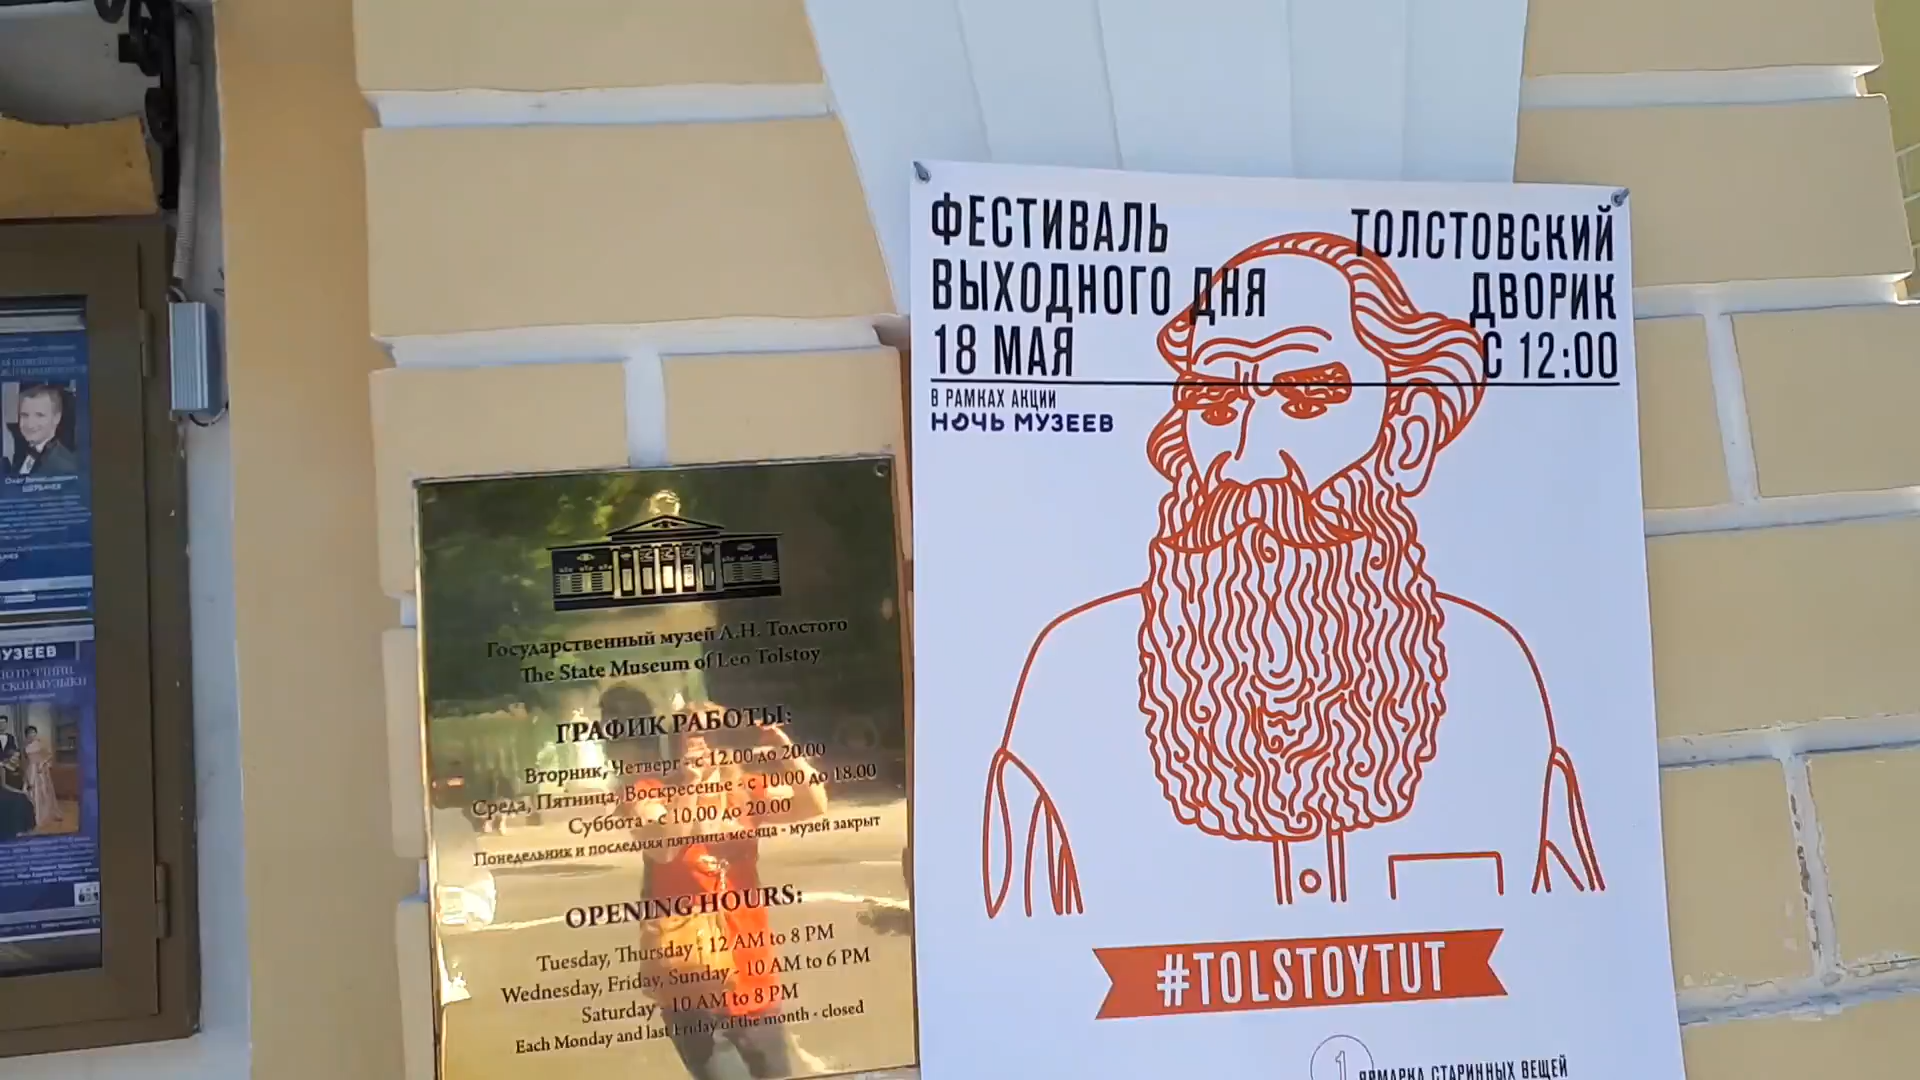 УЗЕЕВ
ФЕСТИВАЛЬ
ВЫХОДНОГО ДНЯ
18 МАЯ
ТОЛСТОВСКИЙ
ДВОРИК
С 12:00
В РАМКАХ АКЦИИ
НОЧЬ МУЗЕЕВ
#TOLSTOYTUT
1
ЯРМАРКА СТАРИННЫХ ВЕЩЕЙ
Государственный музей Л.Н. Толстого
The State Museum of Leo Tolstoy
ГРАФИК РАБОТЫ:
Вторник, Четверг - с 12.00 до 20.00
Среда, Пятница, Воскресенье - с 10.00 до 18.00
Суббота - с 10.00 до 20.00
Понедельник и последняя пятница месяца - музей закрыт
OPENING HOURS:
Tuesday, Thursday - 12 AM to 8 PM
Wednesday, Friday, Sunday - 10 AM to 6 PM
Saturday - 10 AM to 8 PM
Each Monday and last Friday of the month - closed